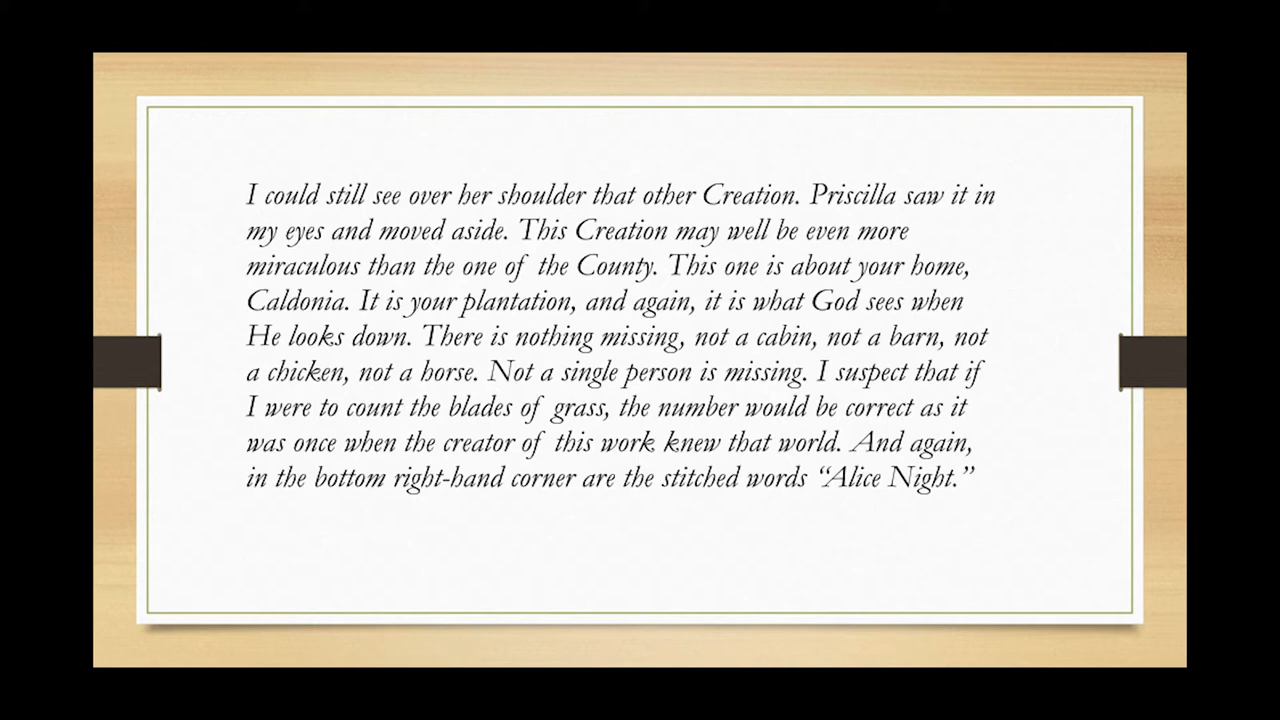 I could still see over her shoulder that other Creation. Priscilla saw it in
my eyes and moved aside. This Creation may well be even more
miraculous than the one of the County. This one is about your home,
Caldonia. It is your plantation, and again, it is what God sees when
He looks down. There is nothing missing, not a cabin, not a barn, not
a chicken, not a horse. Not a single person is missing. I suspect that if
I were to count the blades of grass, the number would be correct as it
was once when the creator of this work knew that world. And again,
in the bottom right-hand corner are the stitched words “Alice Night.”